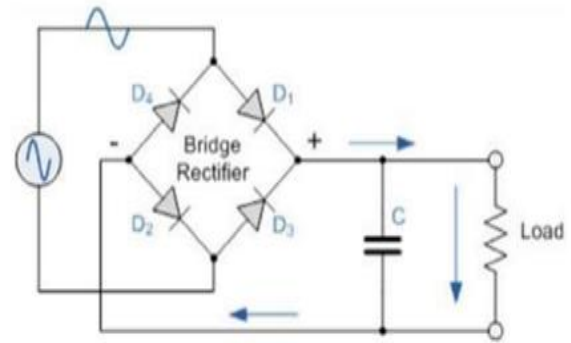 D₄
D₁
-
Bridge
Rectifier
+
D₂
D₃
C
Load